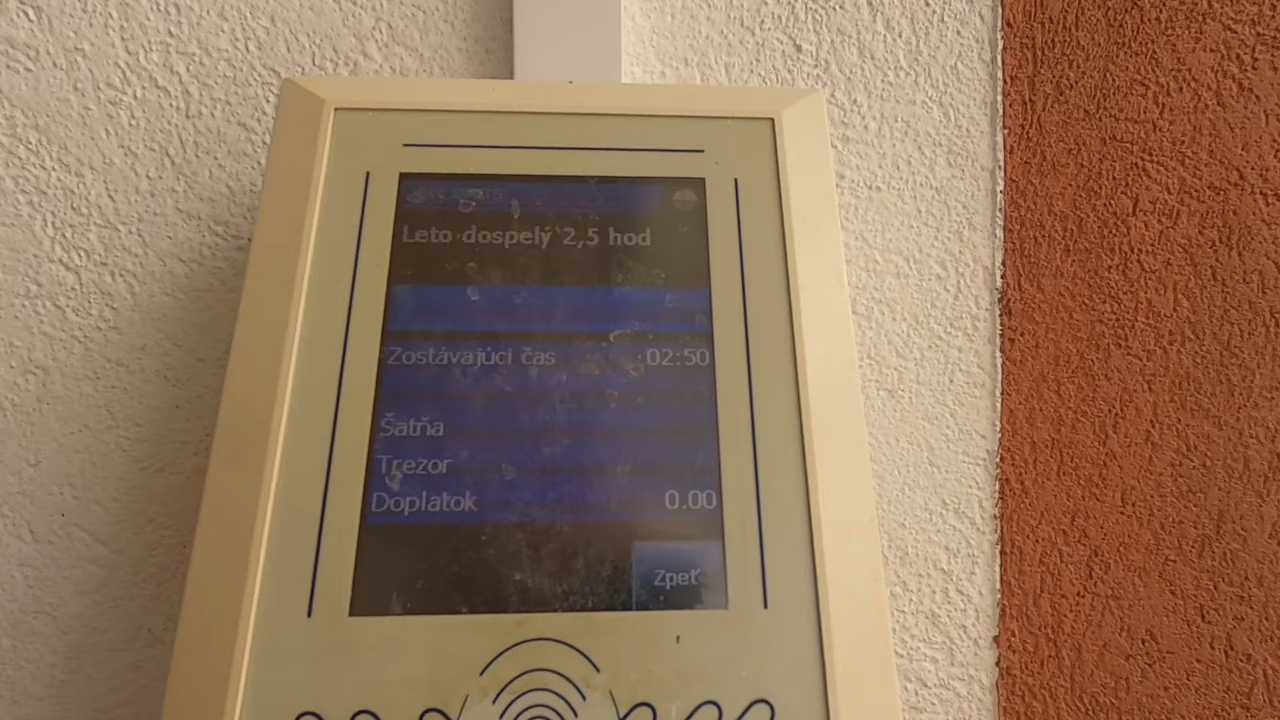 Leto dospelý 2,5 hod
Zostávajúci čas 02:50
Šatňa
Trezor
Doplatok 0.00
Zpeť